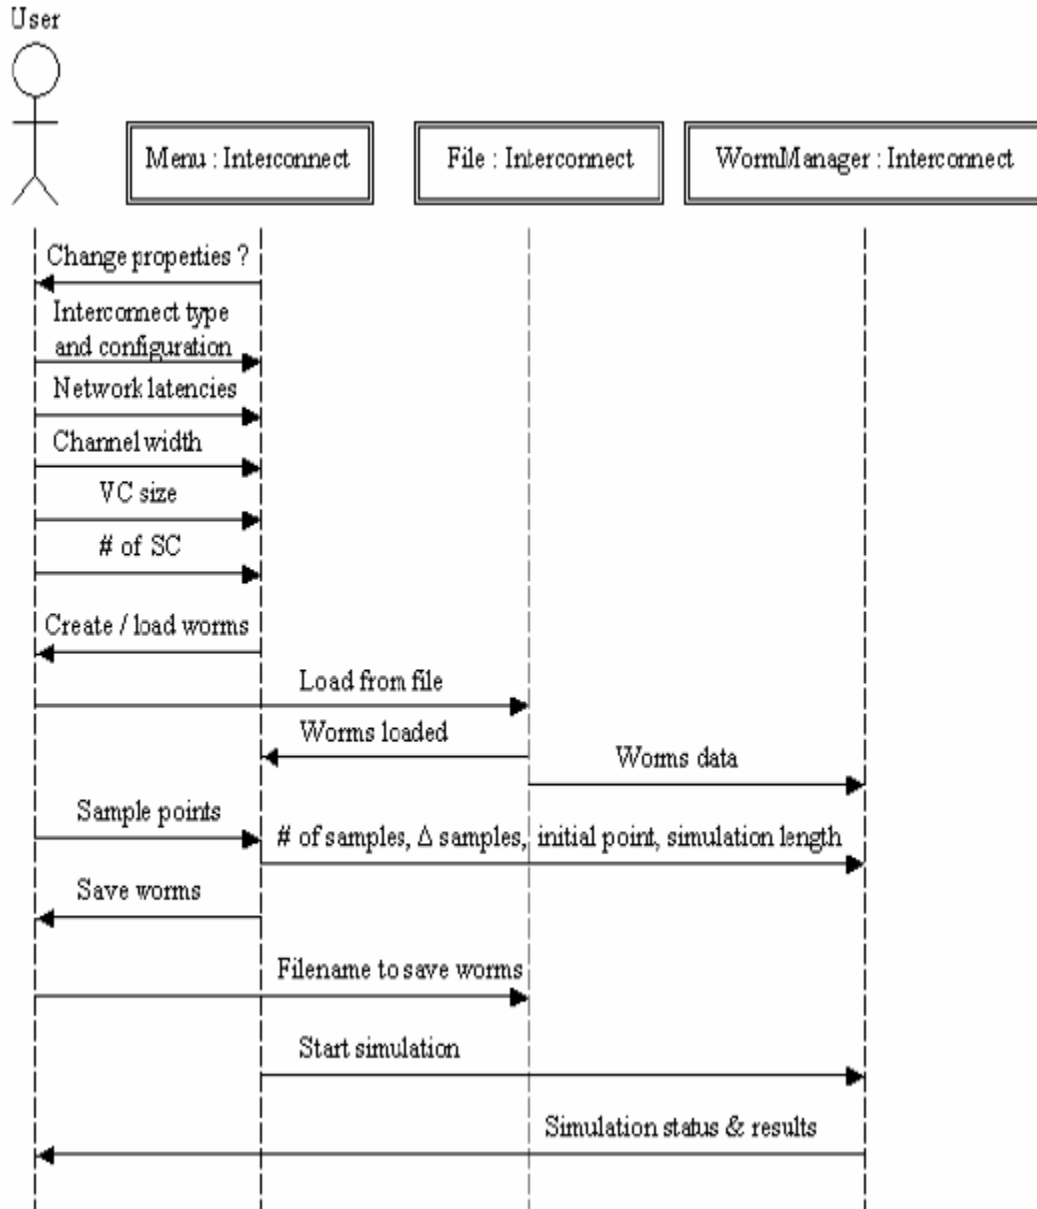 User
Menu : Interconnect
File : Interconnect
WormManager : Interconnect
Change properties ?
Interconnect type
and configuration
Network latencies
Channel width
VC size
# of SC
Create / load worms
Load from file
Worms loaded
Worms data
Sample points
# of samples, Δ samples, initial point, simulation length
Save worms
Filename to save worms
Start simulation
Simulation status & results